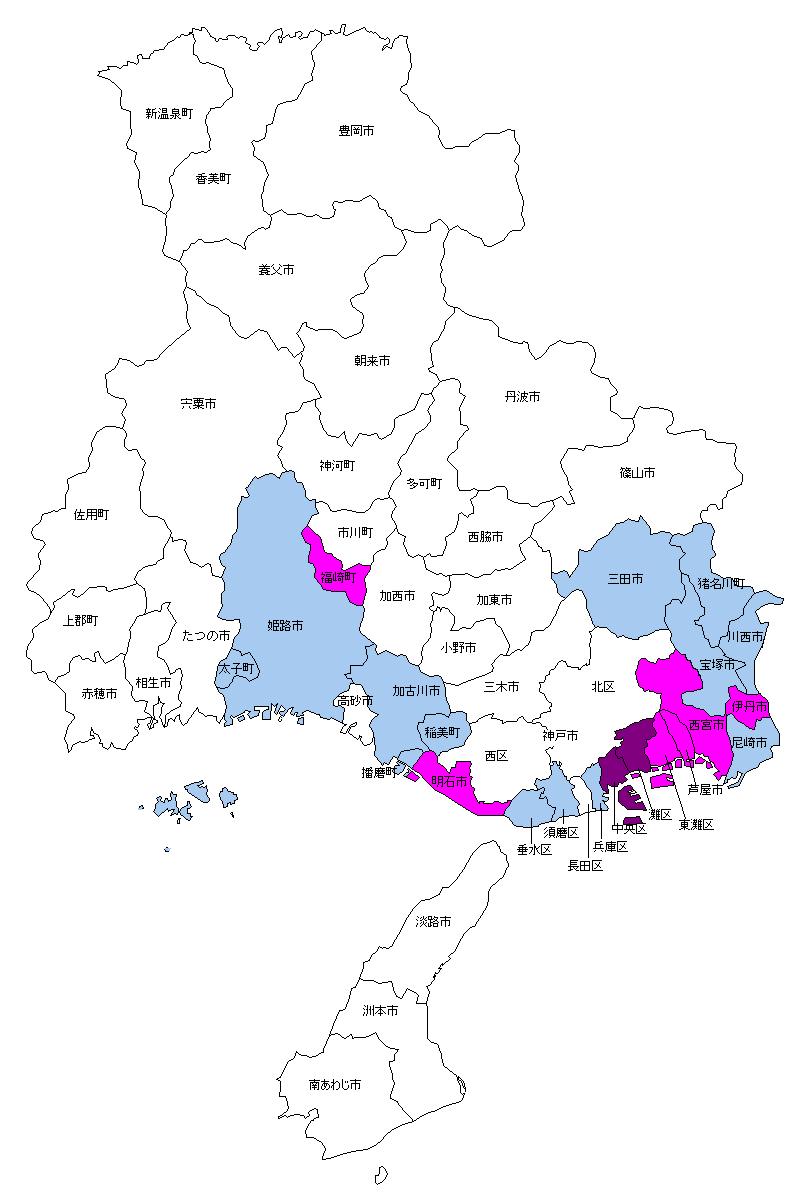 新温泉町
豊岡市
香美町
養父市
朝来市
丹波市
宍粟市
神河町
篠山市
多可町
佐用町
市川町
西脇市
福崎町
三田市
猪名川町
加西市
加東市
上郡町
姫路市
たつの市
川西市
小野市
太子町
宝塚市
相生市
三木市
北区
赤穂市
高砂市
加古川市
伊丹市
西宮市
稲美町
神戸市
尼崎市
西区
播磨町
明石市
芦屋市
灘区
東灘区
中央区
須磨区
兵庫区
垂水区
長田区
淡路市
洲本市
南あわじ市